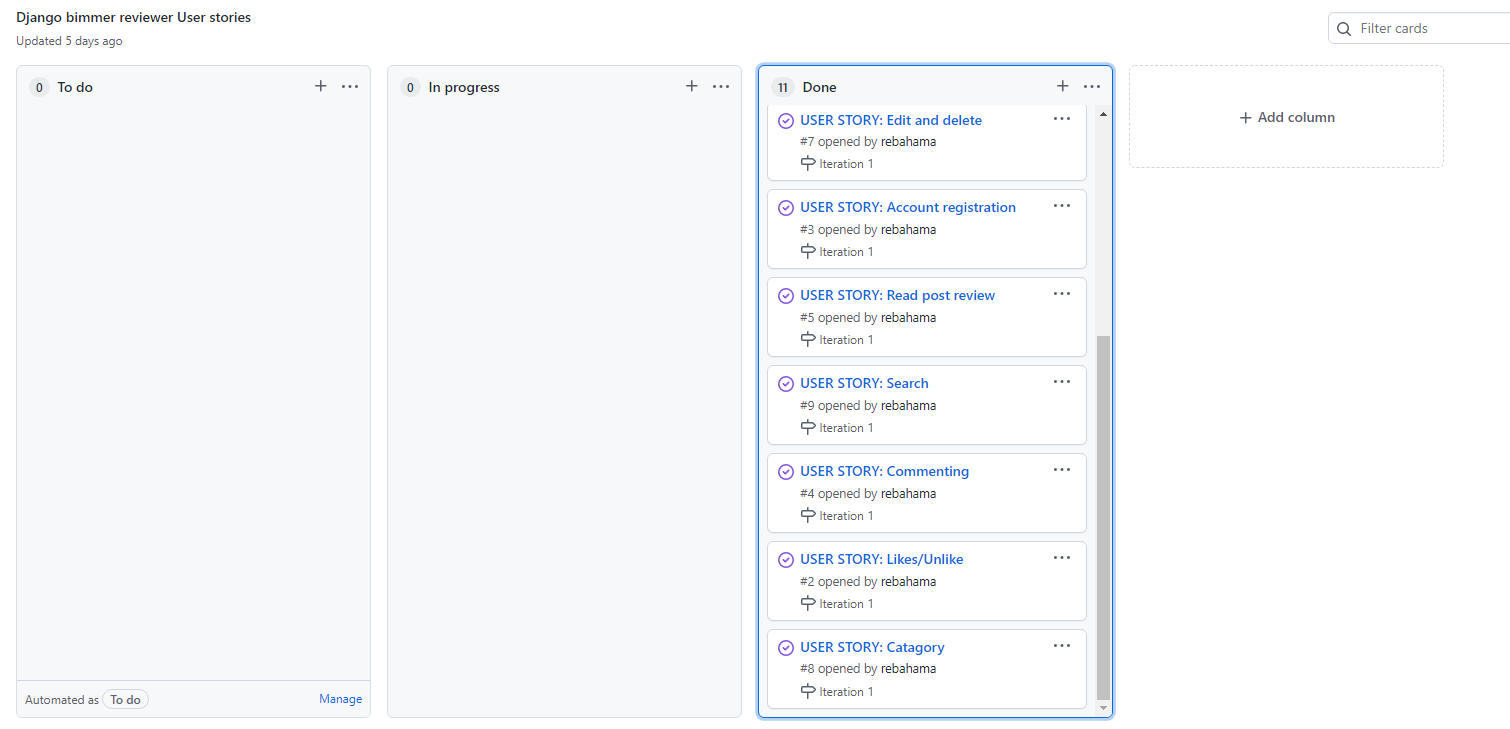 Django bimmer reviewer User stories
Updated 5 days ago
Filter cards
0 To do
0 In progress
11 Done
Add column
USER STORY: Edit and delete
#7 opened by rebahama
Iteration 1
USER STORY: Account registration
#3 opened by rebahama
Iteration 1
USER STORY: Read post review
#5 opened by rebahama
Iteration 1
USER STORY: Search
#9 opened by rebahama
Iteration 1
USER STORY: Commenting
#4 opened by rebahama
Iteration 1
USER STORY: Likes/Unlike
#2 opened by rebahama
Iteration 1
USER STORY: Catagory
#8 opened by rebahama
Iteration 1
Automated as To do Manage